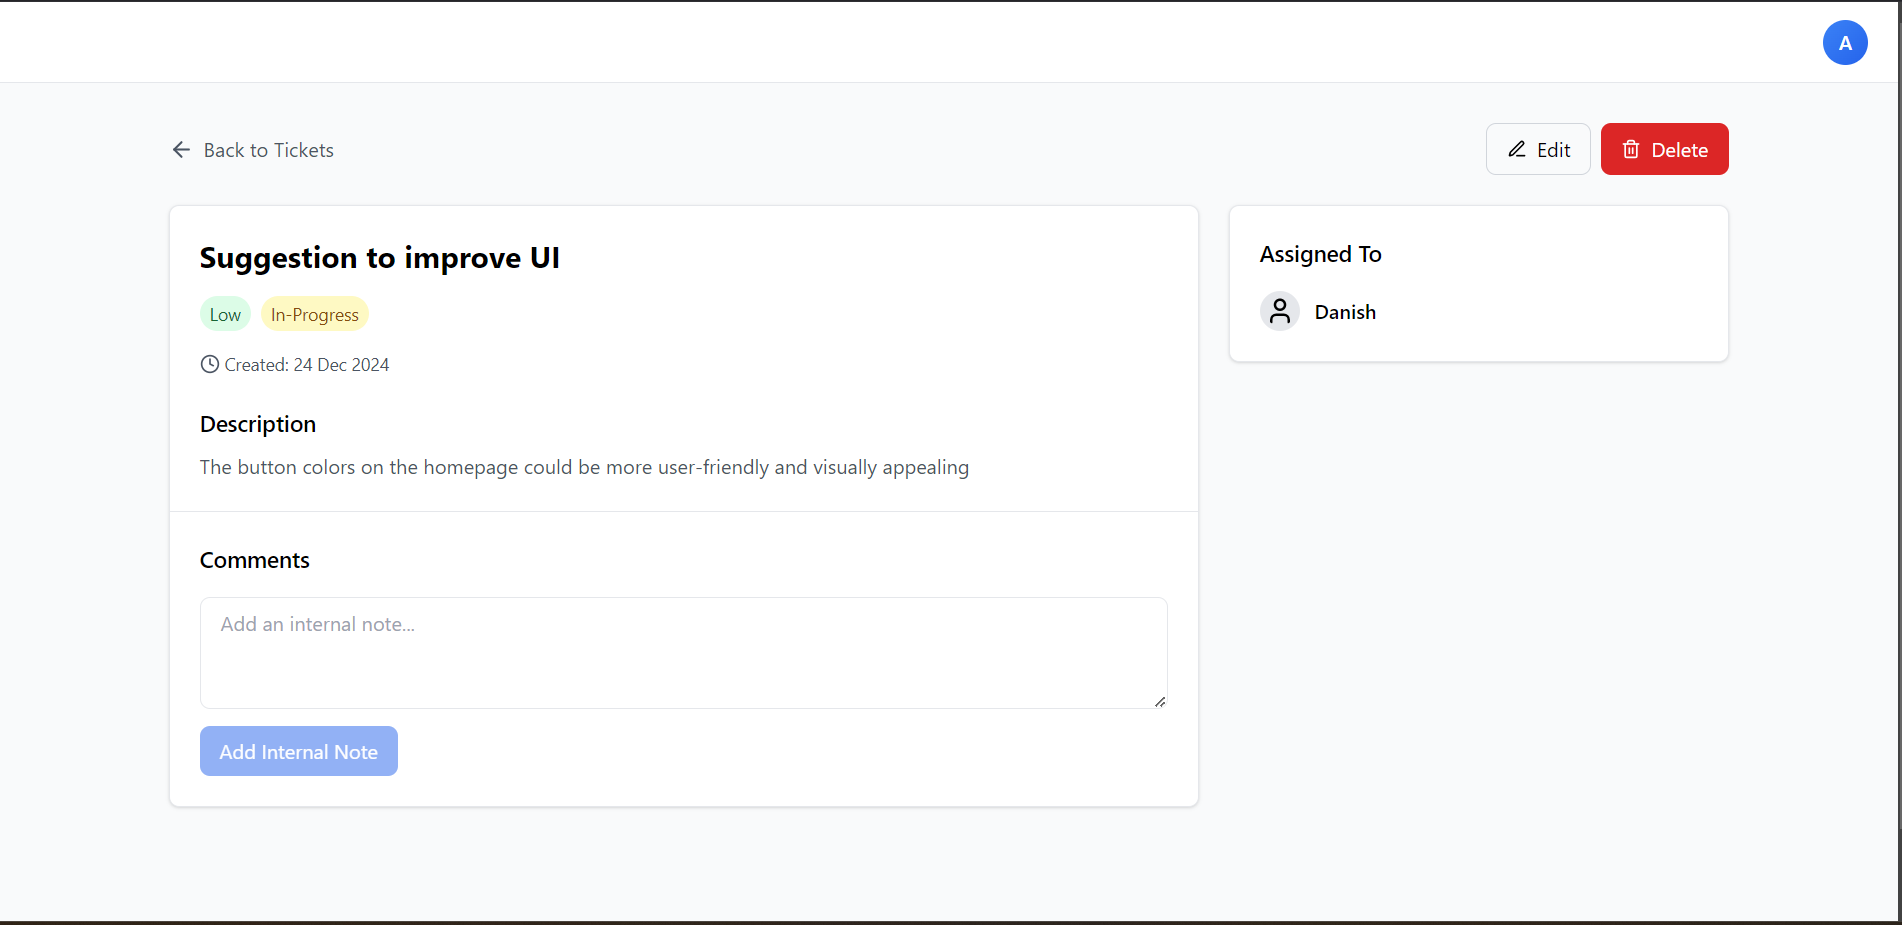 A
Back to Tickets
Edit
Delete
Suggestion to improve UI
Low
In-Progress
Created: 24 Dec 2024
Description
The button colors on the homepage could be more user-friendly and visually appealing
Comments
Add an internal note...
Add Internal Note
Assigned To
Danish